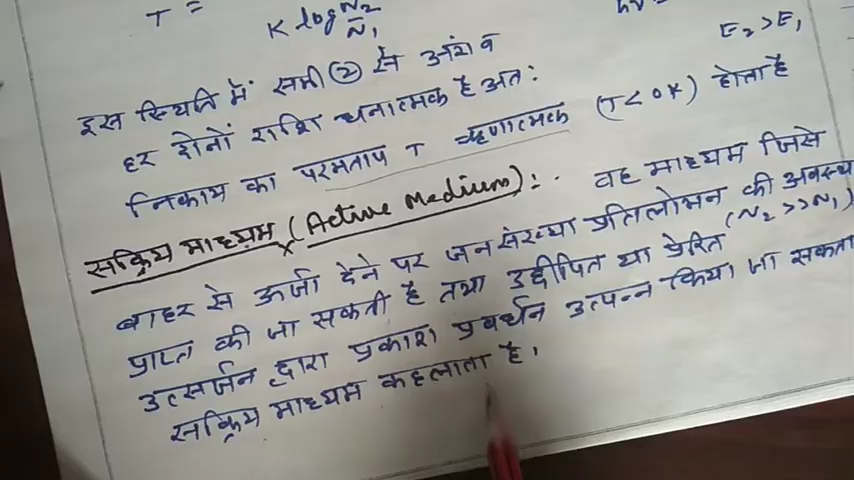 T =
K log N₂/N₁
hν
E₂ > E₁
इस स्थिति में समी (2) से अंश व
हर दोनों राशि धनात्मक है अत:
निकाय का परमताप T ऋणात्मक (T < 0K) होता है
सक्रिय माध्यम (Active Medium) :- वह माध्यम जिसे
बाहर से ऊर्जा देने पर जनसंख्या प्रतिलोमन की अवस्था
प्राप्त की जा सकती है तथा उद्दीपित या प्रेरित (N₂ >> N₁)
उत्सर्जन द्वारा प्रकाश प्रवर्धन उत्पन्न किया जा सकता
सक्रिय माध्यम कहलाता है।